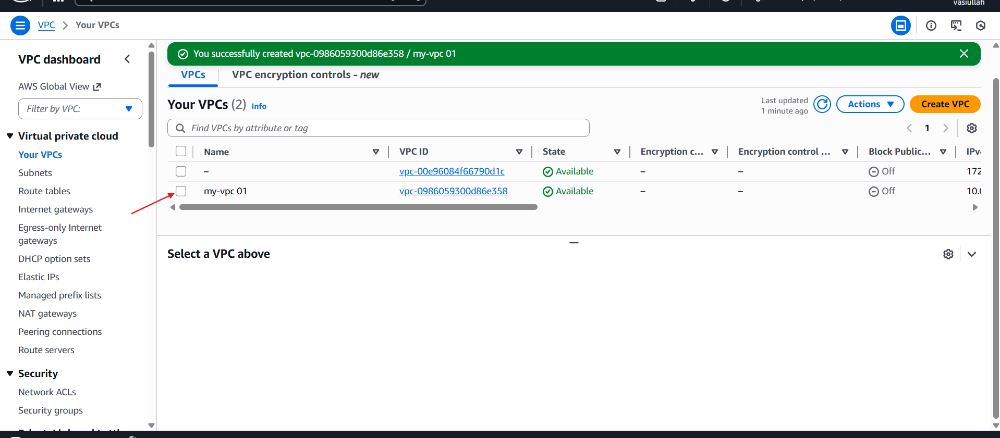 vasiullah
VPC > Your VPCs
VPC dashboard
AWS Global View
Filter by VPC:
Virtual private cloud
Your VPCs
Subnets
Route tables
Internet gateways
Egress-only Internet
gateways
DHCP option sets
Elastic IPs
Managed prefix lists
NAT gateways
Peering connections
Route servers
Security
Network ACLs
Security groups
You successfully created vpc-0986059300d86e358 / my-vpc 01
VPCs
VPC encryption controls - new
Your VPCs (2) Info
Last updated
1 minute ago
Actions
Create VPC
Find VPCs by attribute or tag
1
Name VPC ID State Encryption c... Encryption control ... Block Public...
– vpc-00e96084f66790d1c Available – – Off 172
my-vpc 01 vpc-0986059300d86e358 Available – – Off 10.
Select a VPC above